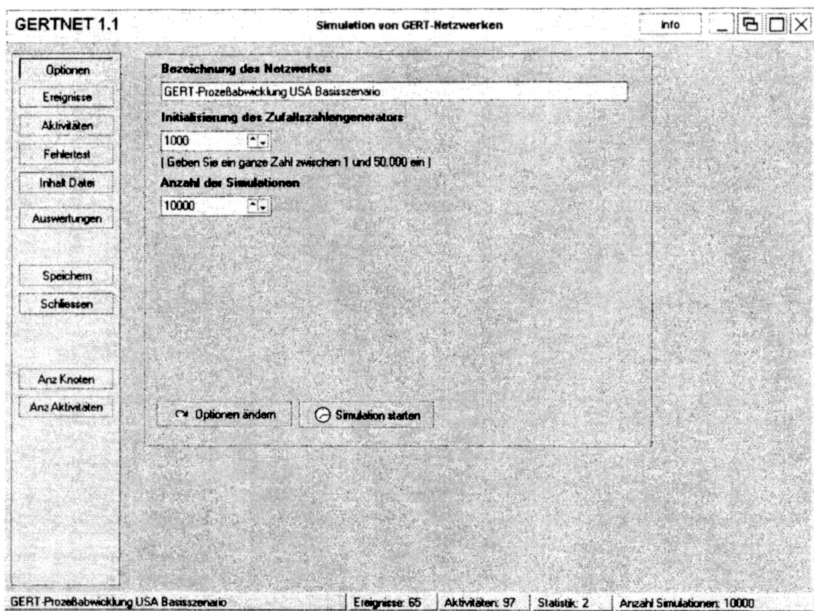 GERTNET 1.1
Simulation von GERT-Netzwerken
Info
Optionen
Ereignisse
Aktivitäten
Fehlertest
Inhalt Datei
Auswertungen
Speichern
Schliessen
Anz Knoten
Anz Aktivitäten
Bezeichnung des Netzwerkes
GERT-Prozeßabwicklung USA Basisszenario
Initialisierung des Zufallszahlengenerators
1000
( Geben Sie ein ganze Zahl zwischen 1 und 50.000 ein )
Anzahl der Simulationen
10000
Optionen ändern
Simulation starten
GERT-Prozeßabwicklung USA Basisszenario
Ereignisse: 65
Aktivitäten: 97
Statistik: 2
Anzahl Simulationen: 10000